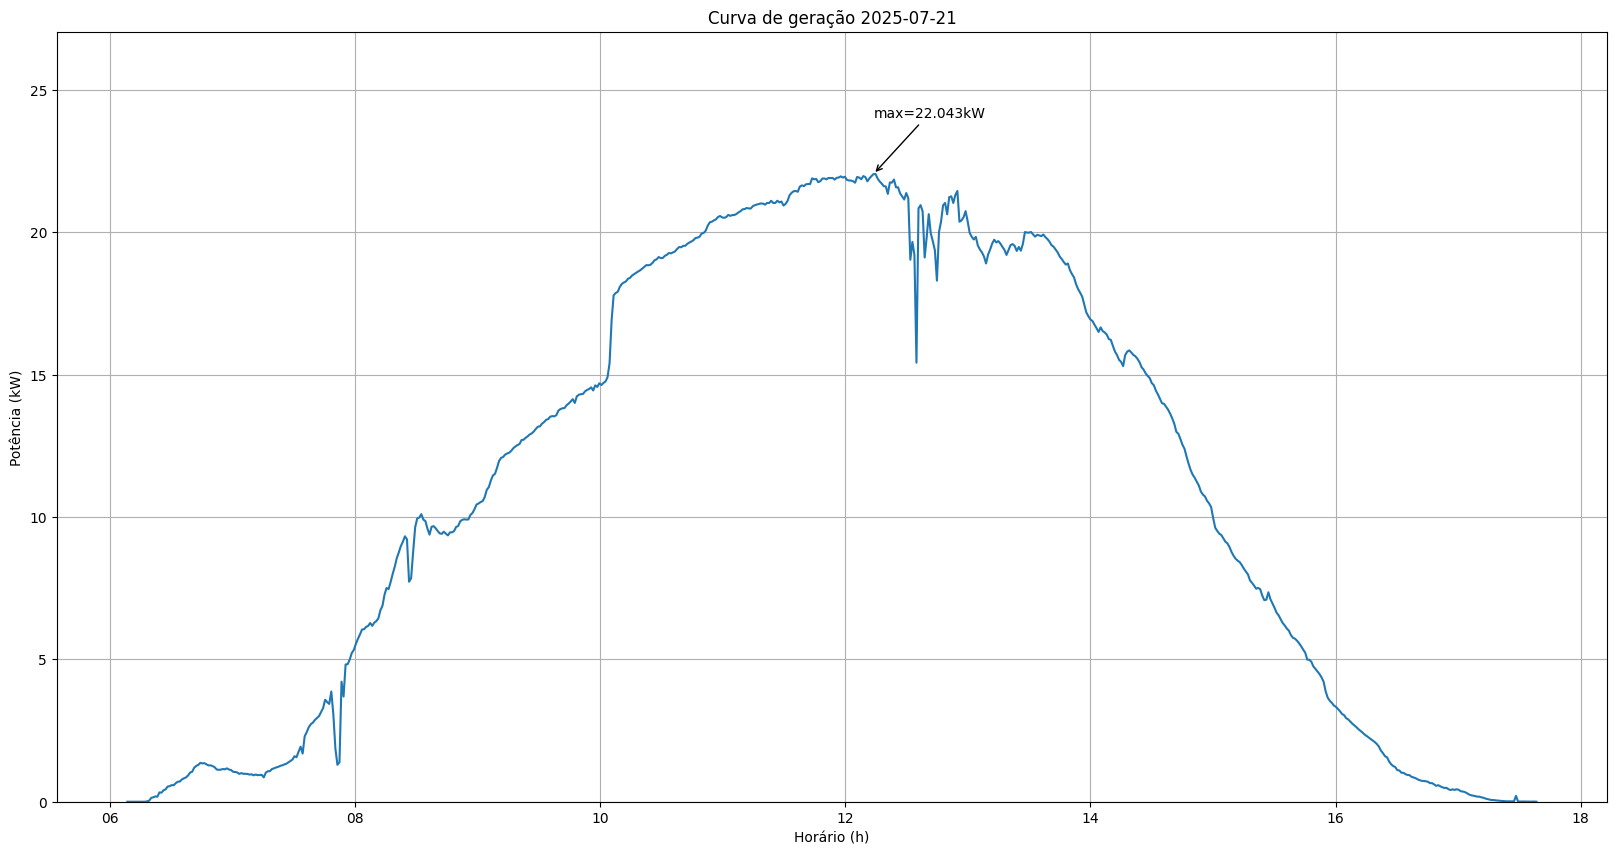 Curva de geração 2025-07-21
max=22.043kW
Potência (kW)
25
20
15
10
5
0
06 08 10 12 14 16 18
Horário (h)